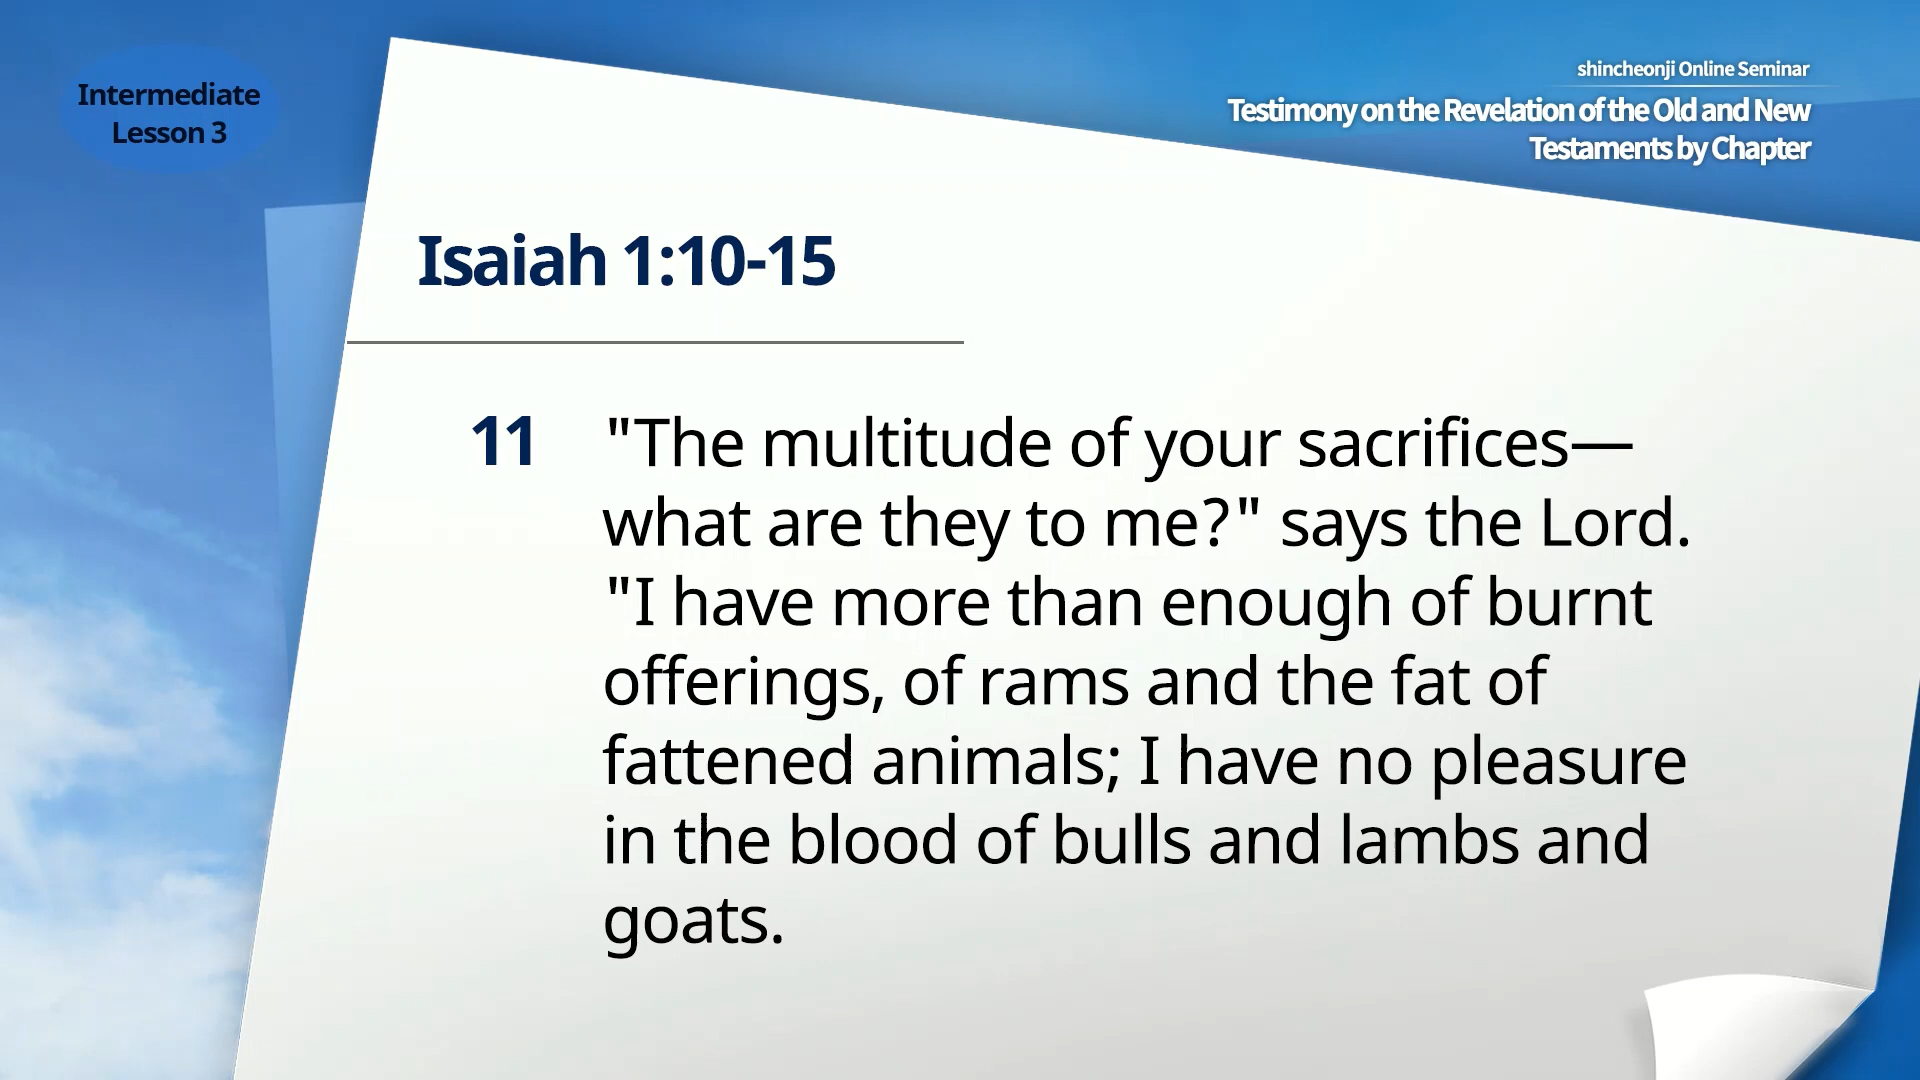 Intermediate
Lesson 3
shincheonji Online Seminar
Testimony on the Revelation of the Old and New
Testaments by Chapter
Isaiah 1:10-15
11 "The multitude of your sacrifices—
what are they to me?" says the Lord.
"I have more than enough of burnt
offerings, of rams and the fat of
fattened animals; I have no pleasure
in the blood of bulls and lambs and
goats.